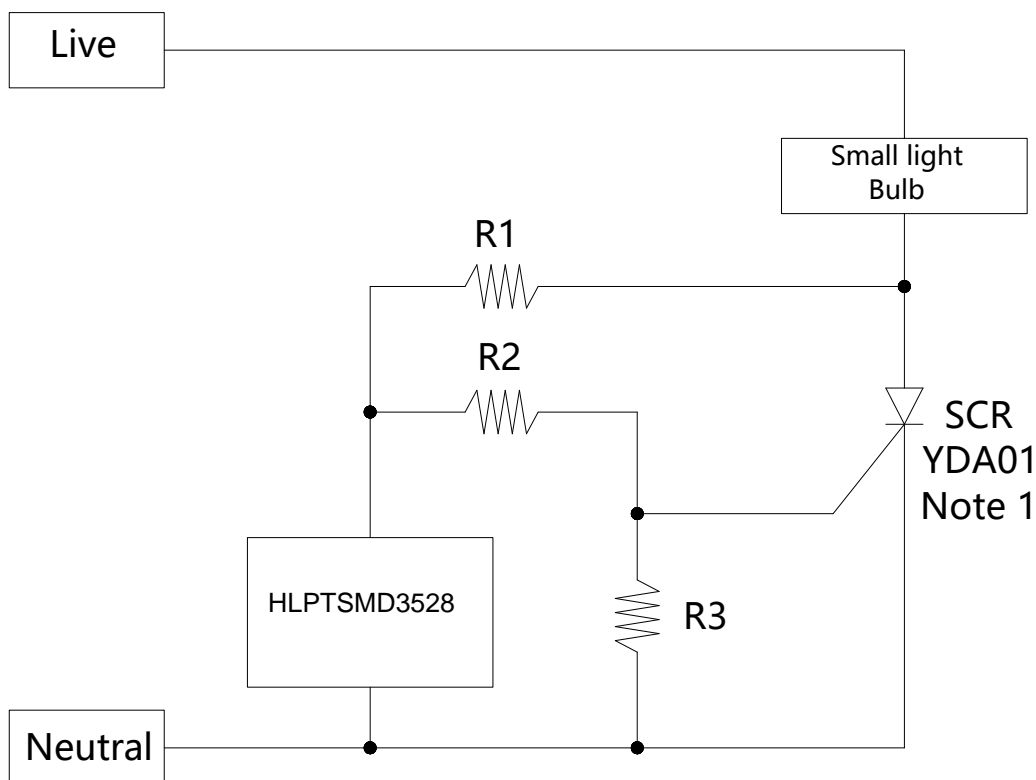 Live
Small light
Bulb
R1
R2
SCR
YDA01
Note 1
HLPTSMD3528
R3
Neutral